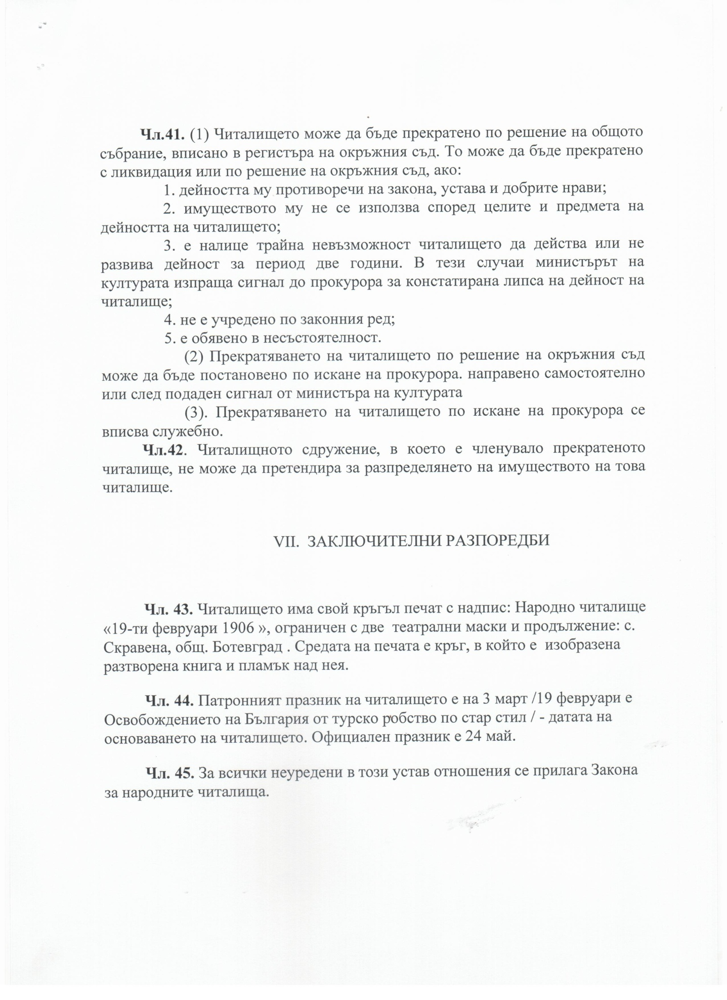 Чл.41. (1) Читалището може да бъде прекратено по решение на общото
събрание, вписано в регистъра на окръжния съд. То може да бъде прекратено
с ликвидация или по решение на окръжния съд, ако:
1. дейността му противоречи на закона, устава и добрите нрави;
2. имуществото му не се използва според целите и предмета на
дейността на читалището;
3. е налице трайна невъзможност читалището да действа или не
развива дейност за период две години. В тези случаи министърът на
културата изпраща сигнал до прокурора за констатирана липса на дейност на
читалище;
4. не е учредено по законния ред;
5. е обявено в несъстоятелност.
(2) Прекратяването на читалището по решение на окръжния съд
може да бъде постановено по искане на прокурора. направено самостоятелно
или след подаден сигнал от министъра на културата
(3). Прекратяването на читалището по искане на прокурора се
вписва служебно.
Чл.42. Читалищното сдружение, в което е членувало прекратеното
читалище, не може да претендира за разпределянето на имуществото на това
читалище.
VII. ЗАКЛЮЧИТЕЛНИ РАЗПОРЕДБИ
Чл. 43. Читалището има свой кръгъл печат с надпис: Народно читалище
«19-ти февруари 1906 », ограничен с две театрални маски и продължение: с.
Скравена, общ. Ботевград . Средата на печата е кръг, в който е изобразена
разтворена книга и пламък над нея.
Чл. 44. Патронният празник на читалището е на 3 март /19 февруари е
Освобождението на България от турско робство по стар стил / - датата на
основаването на читалището. Официален празник е 24 май.
Чл. 45. За всички неуредени в този устав отношения се прилага Закона
за народните читалища.